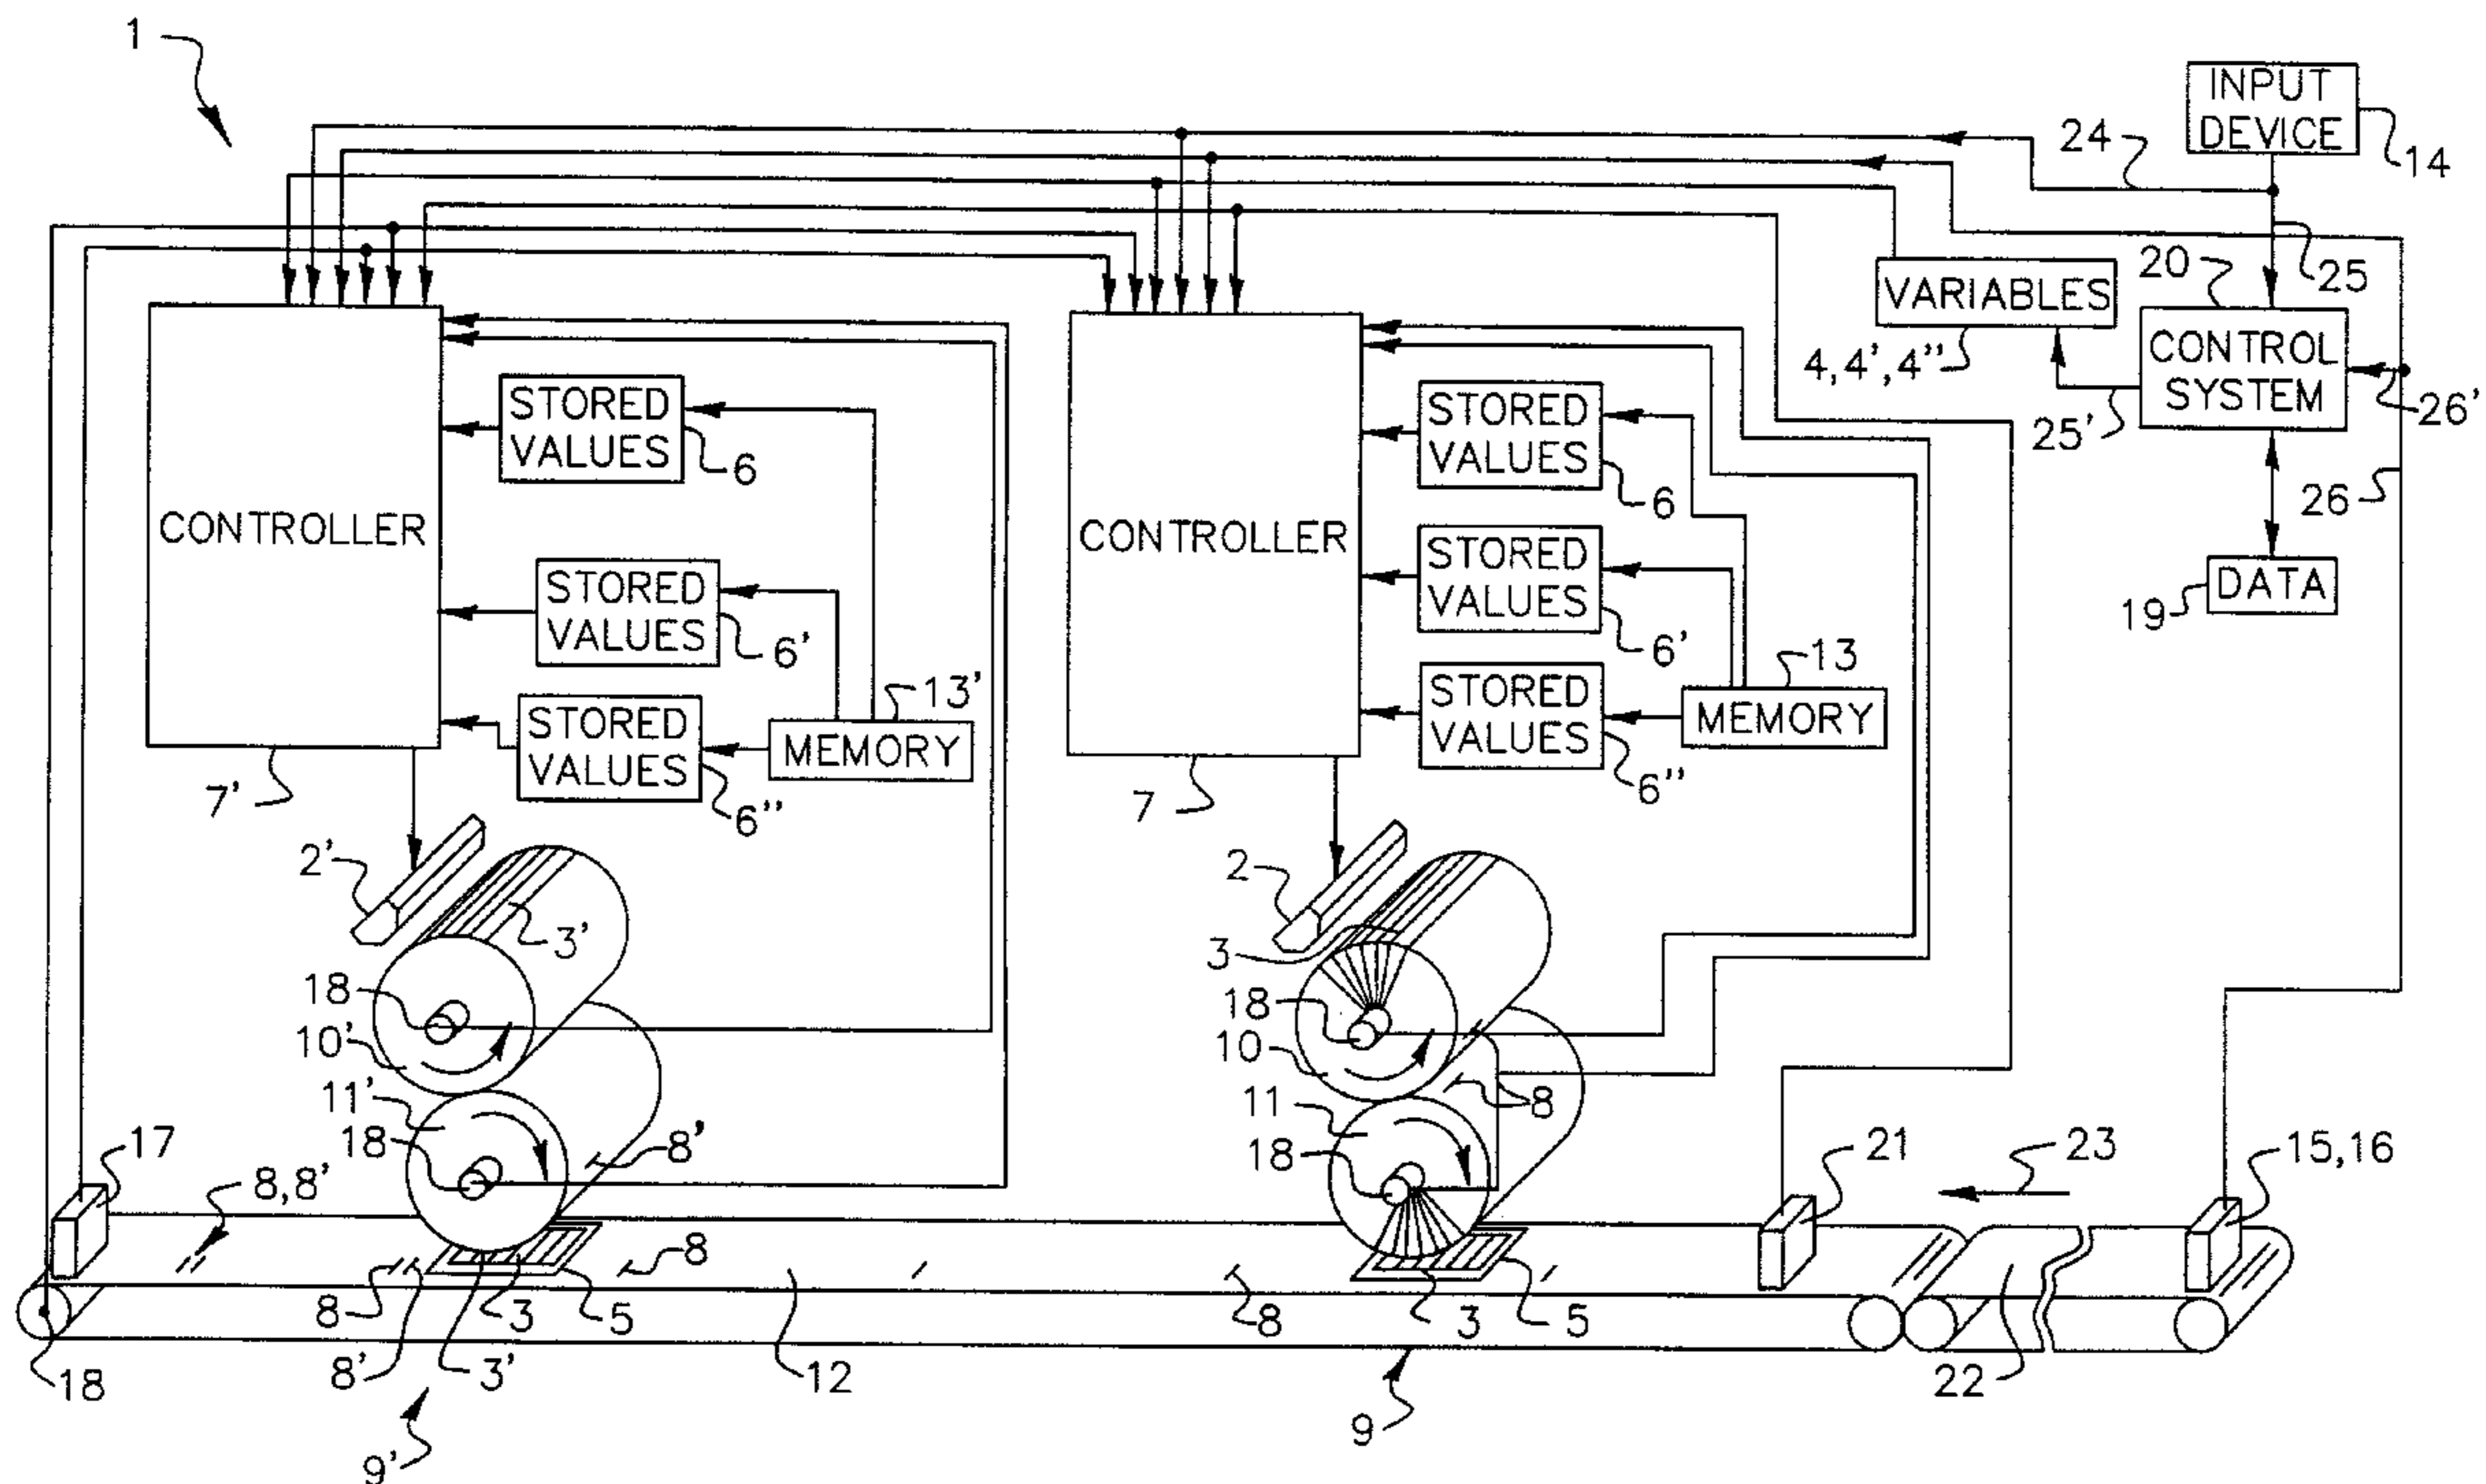 1
INPUT
DEVICE
14
24
25
20
VARIABLES
4,4',4"
CONTROL
SYSTEM
25'
26'
26
DATA
19
CONTROLLER
7'
STORED
VALUES
6
STORED
VALUES
6'
STORED
VALUES
6"
13'
MEMORY
CONTROLLER
7
STORED
VALUES
6
STORED
VALUES
6'
STORED
VALUES
6"
13
MEMORY
2'
3'
18
10'
11'
18
8'
2
3
18
10
8
11
18
17
8,8'
8
21
23
15,16
8
8'
3
3'
5
12
8
3
5
22
18
9'
9